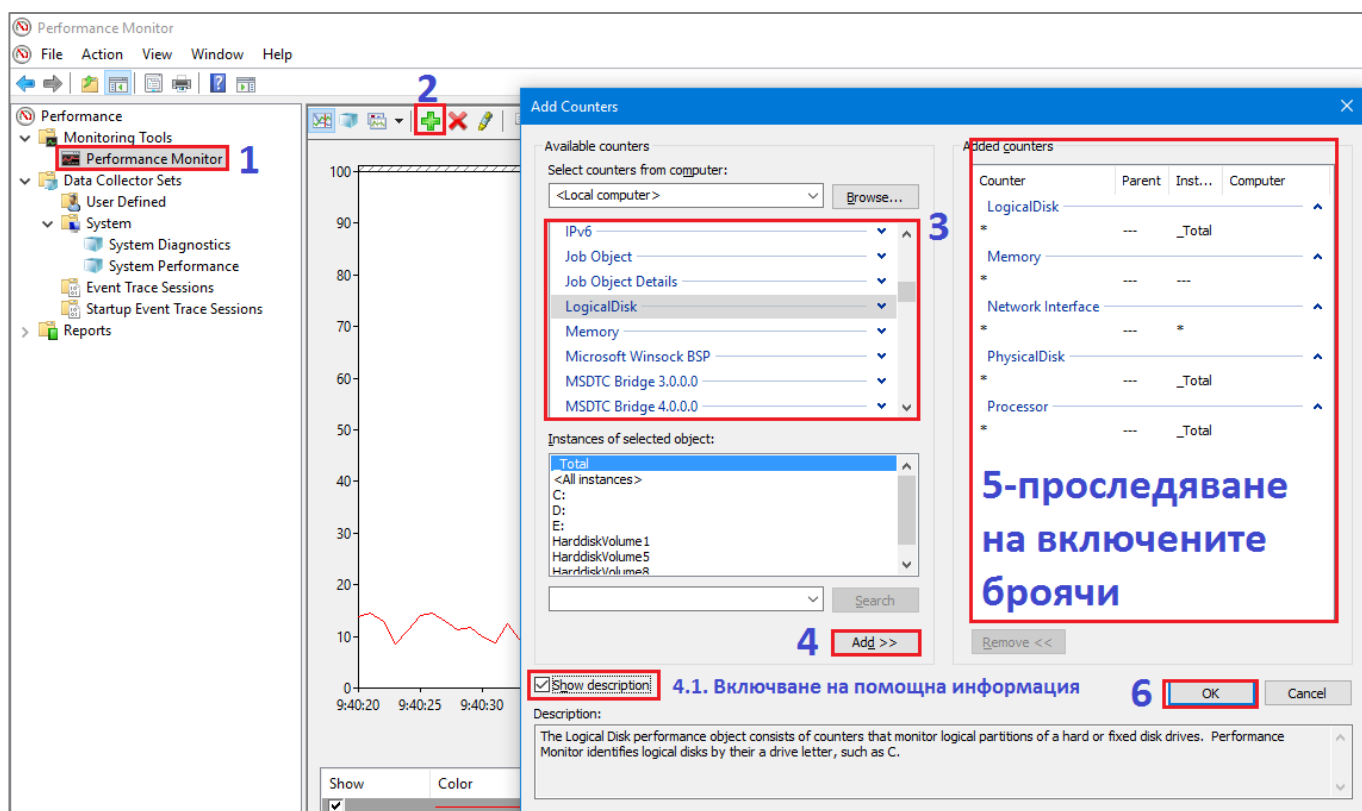 Performance Monitor
File Action View Window Help
Performance
Monitoring Tools
Performance Monitor
1
Data Collector Sets
User Defined
System
System Diagnostics
System Performance
Event Trace Sessions
Startup Event Trace Sessions
Reports
2
100
90
80
70
60
50
40
30
20
10
0
9:40:20 9:40:25 9:40:30
Show Color
Add Counters
Available counters
Select counters from computer:
<Local computer> Browse...
3
IPv6
Job Object
Job Object Details
LogicalDisk
Memory
Microsoft Winsock BSP
MSDTC Bridge 3.0.0.0
MSDTC Bridge 4.0.0.0
Instances of selected object:
_Total
<All instances>
C:
D:
E:
HarddiskVolume1
HarddiskVolume5
HarddiskVolume8
Search
4 Add >>
Added counters
Counter Parent Inst... Computer
LogicalDisk
* --- _Total
Memory
* --- ---
Network Interface
* --- *
PhysicalDisk
* --- _Total
Processor
* --- _Total
5-проследяване
на включените
броячи
Remove <<
Show description 4.1. Включване на помощна информация
6 OK Cancel
Description:
The Logical Disk performance object consists of counters that monitor logical partitions of a hard or fixed disk drives. Performance
Monitor identifies logical disks by their a drive letter, such as C.